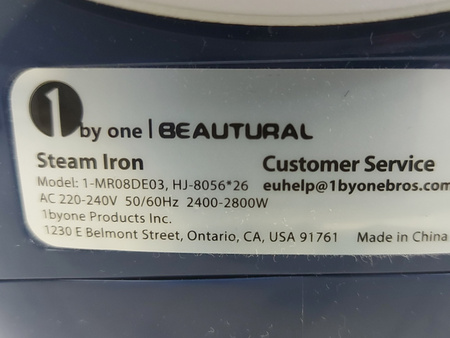 1 by one | BEAUTURAL
Steam Iron
Customer Service
Model: 1-MR08DE03, HJ-8056*26
euhelp@1byonebros.com
AC 220-240V 50/60Hz 2400-2800W
1byone Products Inc.
1230 E Belmont Street, Ontario, CA, USA 91761 Made in China